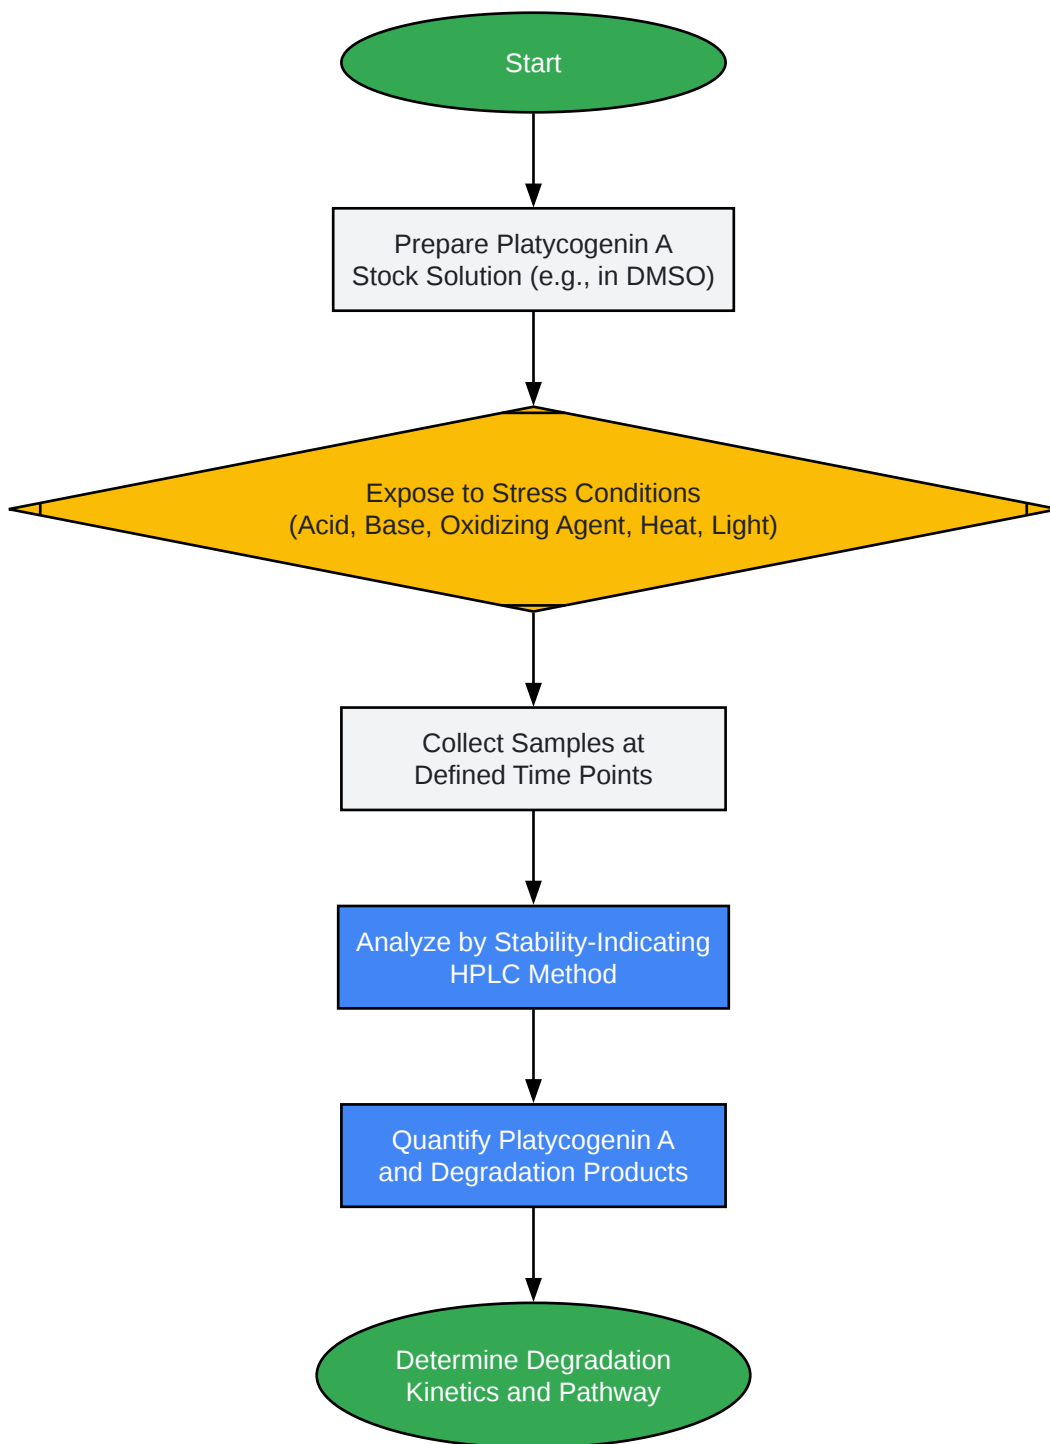 Start
Prepare Platycogenin A
Stock Solution (e.g., in DMSO)
Expose to Stress Conditions
(Acid, Base, Oxidizing Agent, Heat, Light)
Collect Samples at
Defined Time Points
Analyze by Stability-Indicating
HPLC Method
Quantify Platycogenin A
and Degradation Products
Determine Degradation
Kinetics and Pathway